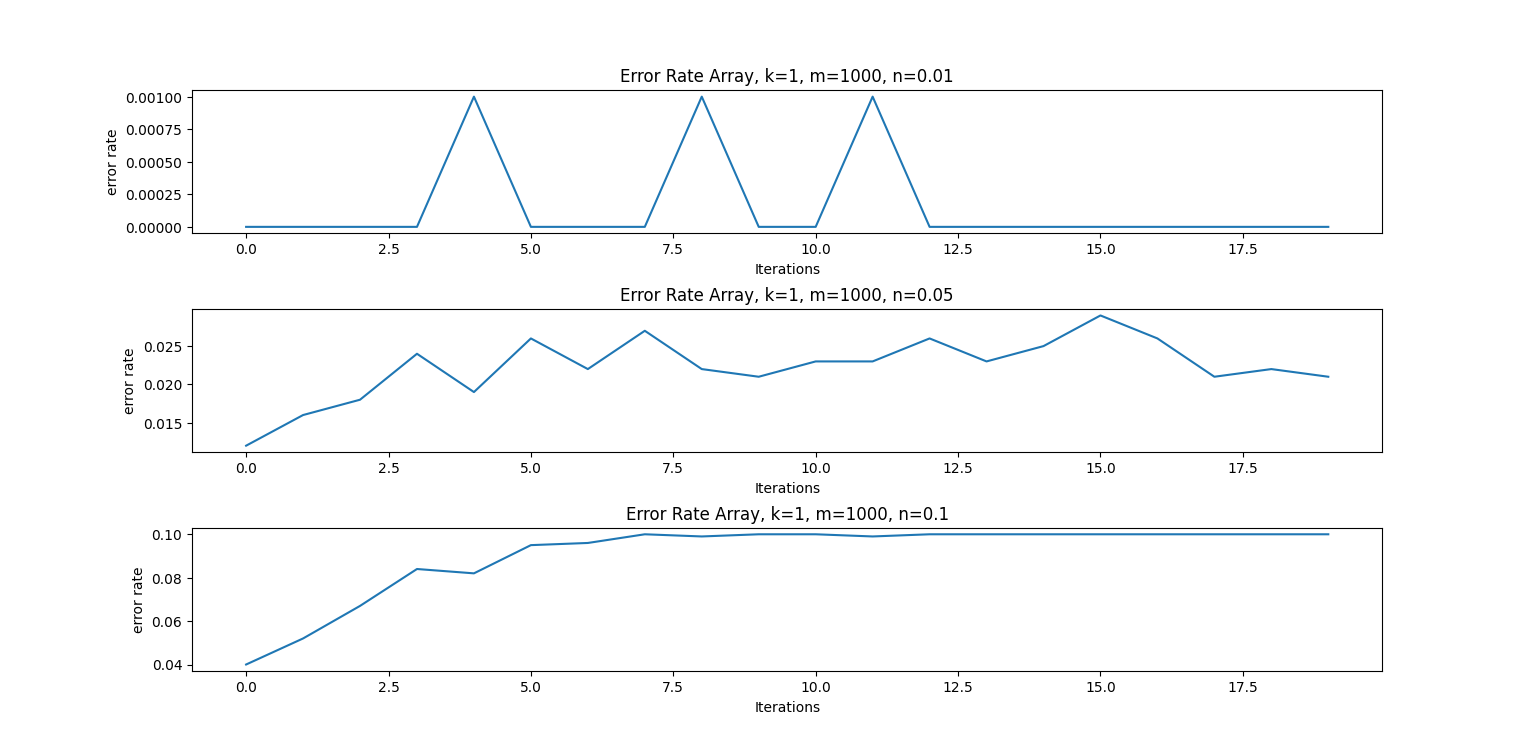 Error Rate Array, k=1, m=1000, n=0.01
error rate
0.00100
0.00075
0.00050
0.00025
0.00000
0.0 2.5 5.0 7.5 10.0 12.5 15.0 17.5
Iterations
Error Rate Array, k=1, m=1000, n=0.05
error rate
0.025
0.020
0.015
0.0 2.5 5.0 7.5 10.0 12.5 15.0 17.5
Iterations
Error Rate Array, k=1, m=1000, n=0.1
error rate
0.10
0.08
0.06
0.04
0.0 2.5 5.0 7.5 10.0 12.5 15.0 17.5
Iterations